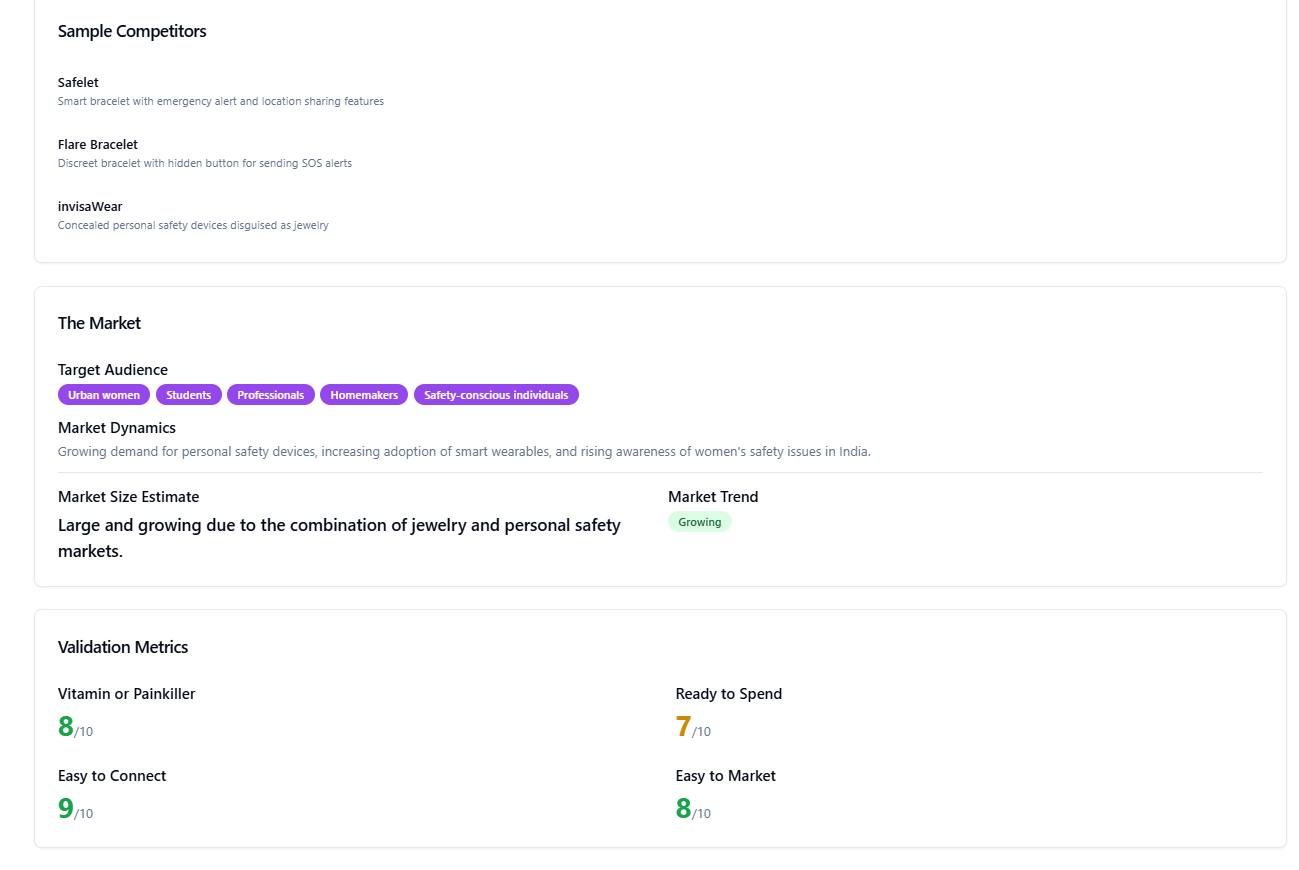 Sample Competitors
Safelet
Smart bracelet with emergency alert and location sharing features
Flare Bracelet
Discreet bracelet with hidden button for sending SOS alerts
invisaWear
Concealed personal safety devices disguised as jewelry
The Market
Target Audience
Urban women Students Professionals Homemakers Safety-conscious individuals
Market Dynamics
Growing demand for personal safety devices, increasing adoption of smart wearables, and rising awareness of women's safety issues in India.
Market Size Estimate
Large and growing due to the combination of jewelry and personal safety
markets.
Market Trend
Growing
Validation Metrics
Vitamin or Painkiller
8/10
Ready to Spend
7/10
Easy to Connect
9/10
Easy to Market
8/10